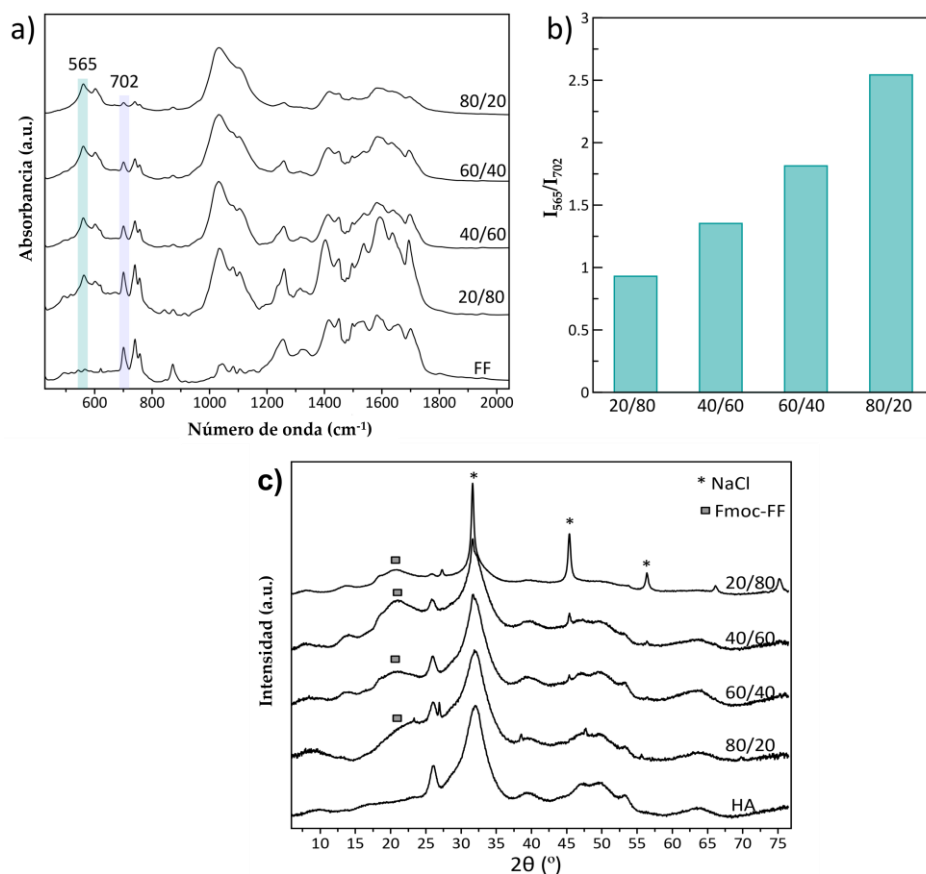 a)
565
702
80/20
60/40
40/60
20/80
FF
Absorbancia (a.u.)
600 800 1000 1200 1400 1600 1800 2000
Número de onda (cm⁻¹)
b)
3
2.5
2
1.5
1
0.5
0
I₅₆₅/I₇₀₂
20/80 40/60 60/40 80/20
c)
* NaCl
Fmoc-FF
*
*
*
20/80
40/60
60/40
80/20
HA
Intensidad (a.u.)
10 15 20 25 30 35 40 45 50 55 60 65 70 75
2θ (º)